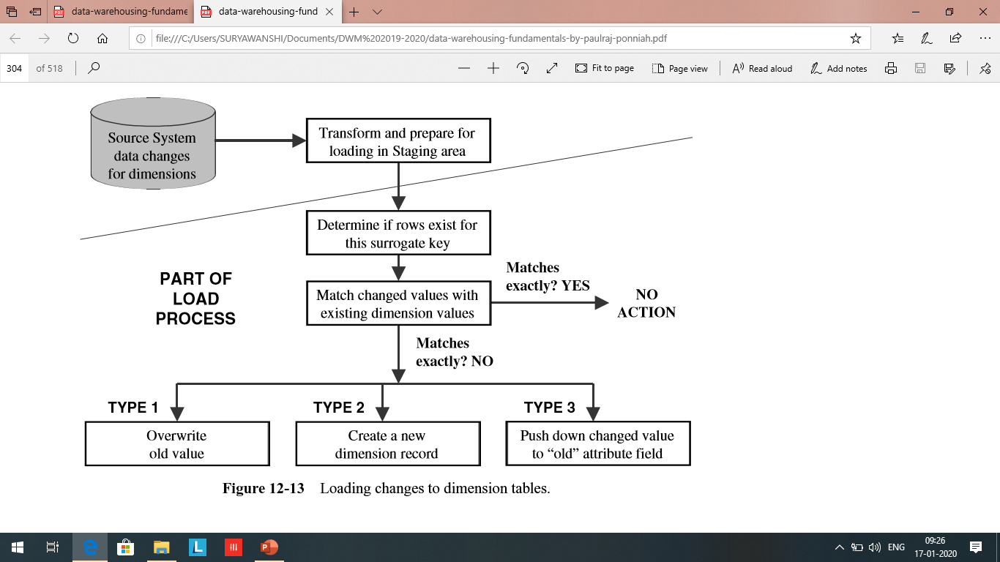 data-warehousing-fundame
data-warehousing-fund
file:///C:/Users/SURYAWANSHI/Documents/DWM%202019-2020/data-warehousing-fundamentals-by-paulraj-ponniah.pdf
304 of 518
Fit to page
Page view
Read aloud
Add notes
Source System
data changes
for dimensions
Transform and prepare for
loading in Staging area
Determine if rows exist for
this surrogate key
PART OF
LOAD
PROCESS
Match changed values with
existing dimension values
Matches
exactly? YES
NO
ACTION
Matches
exactly? NO
TYPE 1
Overwrite
old value
TYPE 2
Create a new
dimension record
TYPE 3
Push down changed value
to “old” attribute field
Figure 12-13 Loading changes to dimension tables.
ENG
09:26
17-01-2020